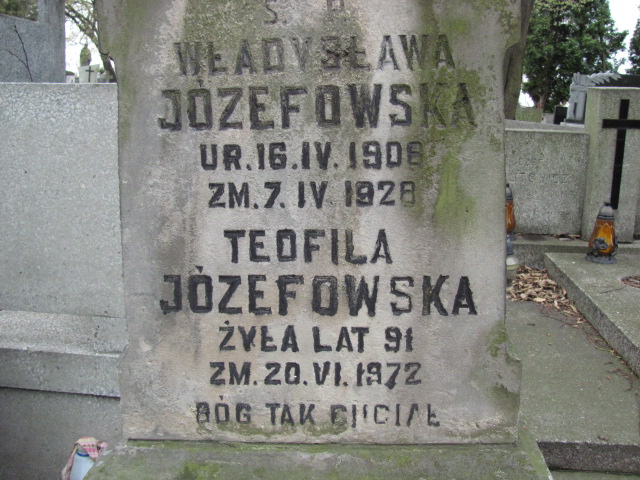 Ś. P.
WŁADYSŁAWA
JÓZEFOWSKA
UR.16.IV.1908
ZM.7.IV 1928
TEOFILA
JÓZEFOWSKA
ŻYŁA LAT 91
ZM.20.VI.1972
BÓG TAK CHCIAŁ